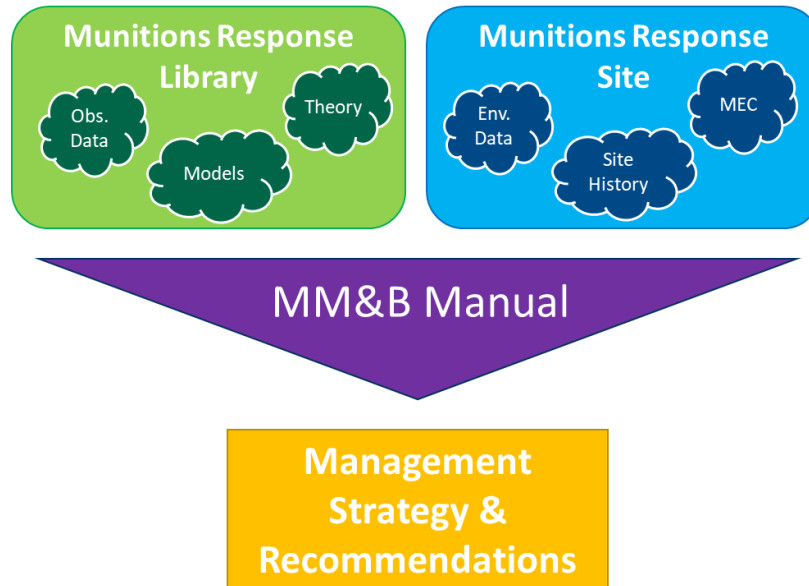 Munitions Response
Library
Obs.
Data
Models
Theory
Munitions Response
Site
Env.
Data
Site
History
MEC
MM&B Manual
Management
Strategy &
Recommendations